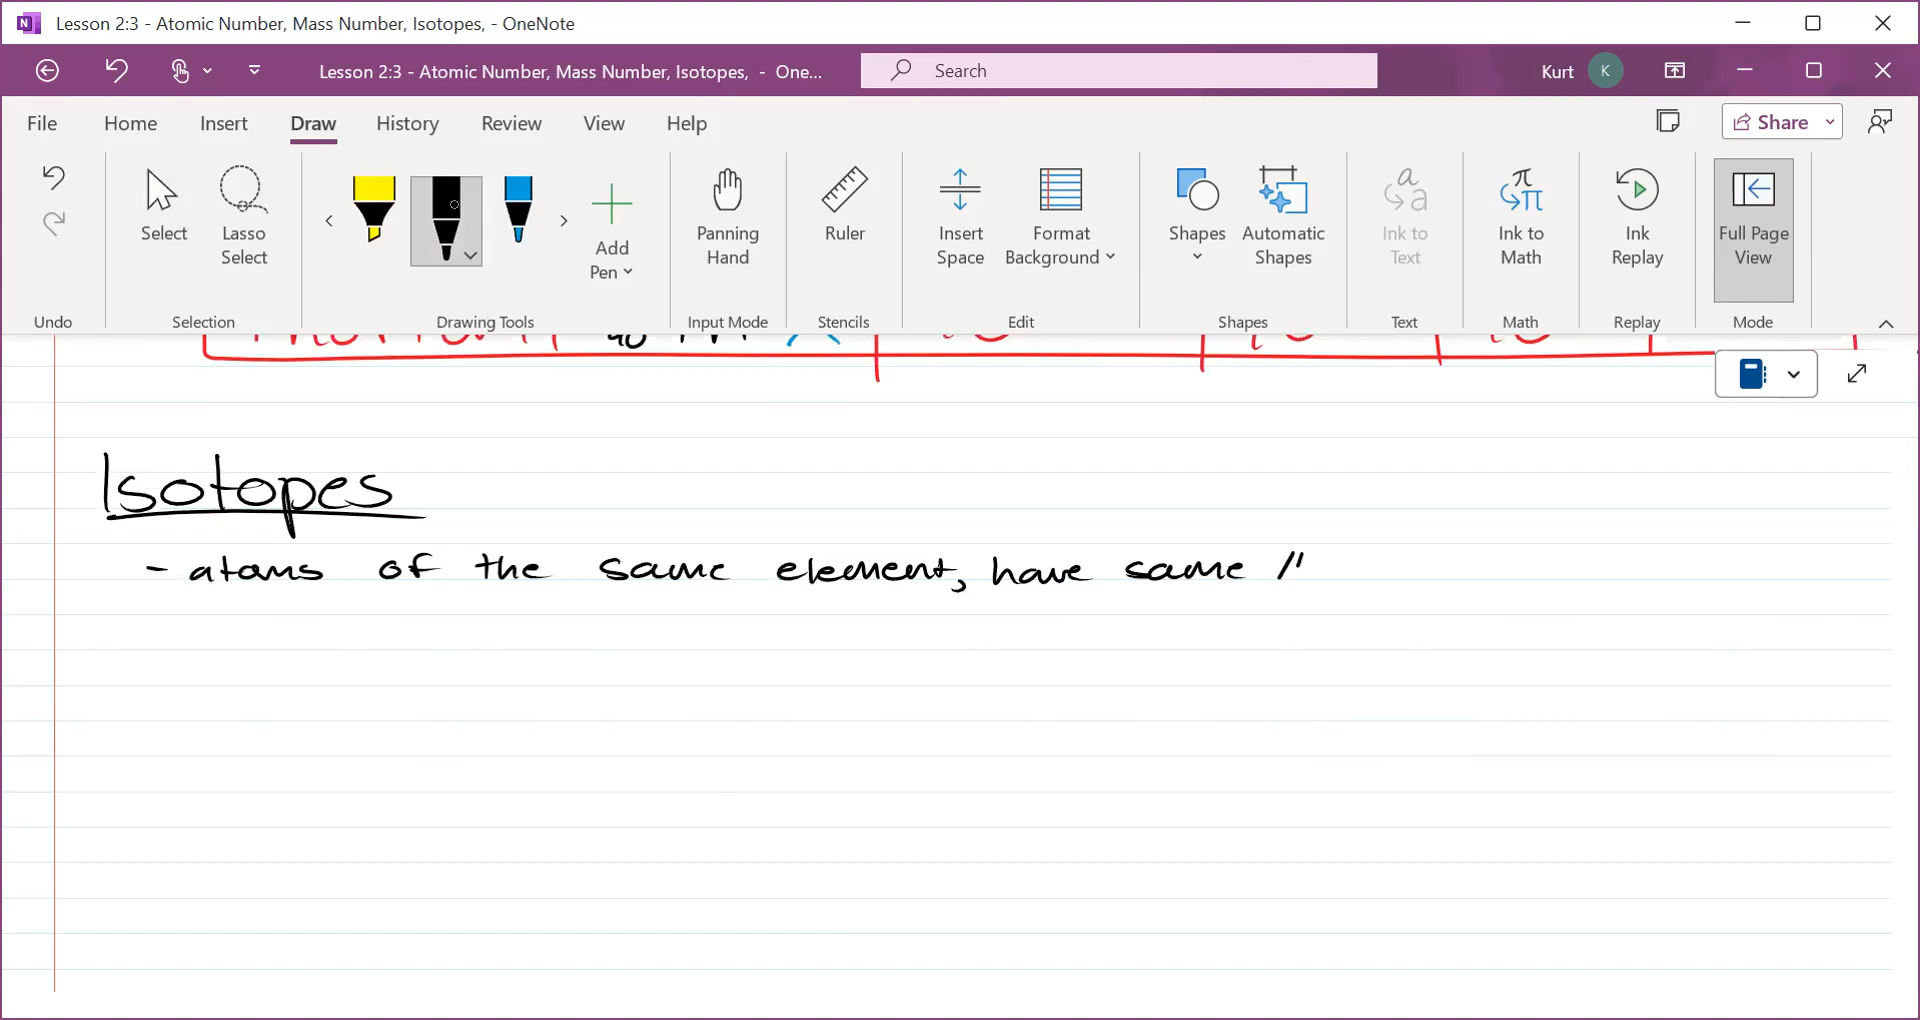 Lesson 2:3 - Atomic Number, Mass Number, Isotopes, - OneNote
Lesson 2:3 - Atomic Number, Mass Number, Isotopes, - One... Search Kurt K
File Home Insert Draw History Review View Help Share
Select Lasso Select Add Pen Panning Hand Ruler Insert Space Format Background Shapes Automatic Shapes Ink to Text Ink to Math Ink Replay Full Page View
Undo Selection Drawing Tools Input Mode Stencils Edit Shapes Text Math Replay Mode
Isotopes
- atoms of the same element, have same